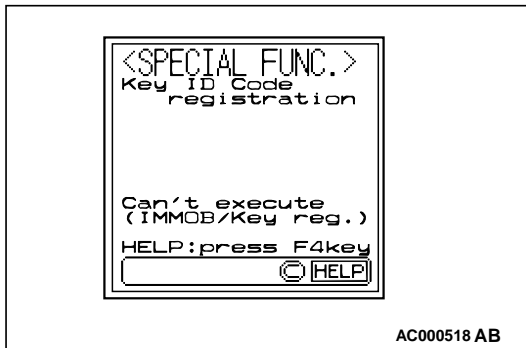 <SPECIAL FUNC.>
Key ID Code
registration
Can't execute
(IMMOB/Key reg.)
HELP:press F4key
© HELP
AC000518 AB